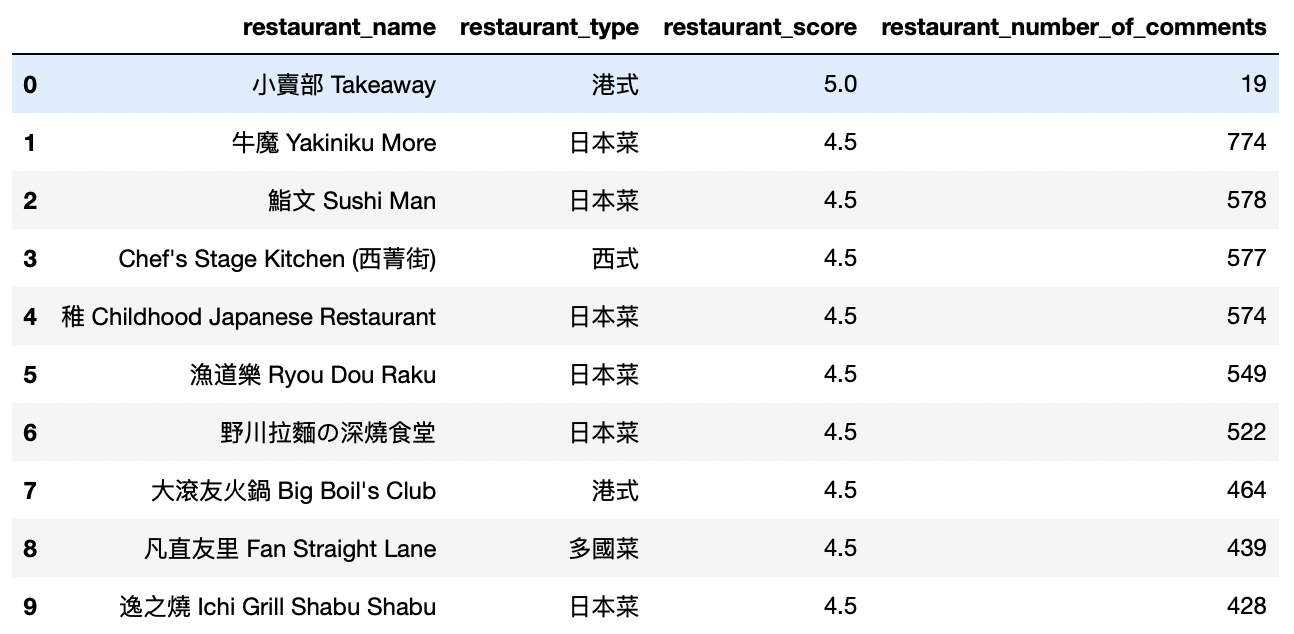 restaurant_name restaurant_type restaurant_score restaurant_number_of_comments
0 小賣部 Takeaway 港式 5.0 19
1 牛魔 Yakiniku More 日本菜 4.5 774
2 鮨文 Sushi Man 日本菜 4.5 578
3 Chef's Stage Kitchen (西菁街) 西式 4.5 577
4 稚 Childhood Japanese Restaurant 日本菜 4.5 574
5 漁道樂 Ryou Dou Raku 日本菜 4.5 549
6 野川拉麵の深燒食堂 日本菜 4.5 522
7 大滾友火鍋 Big Boil's Club 港式 4.5 464
8 凡直友里 Fan Straight Lane 多國菜 4.5 439
9 逸之燒 Ichi Grill Shabu Shabu 日本菜 4.5 428